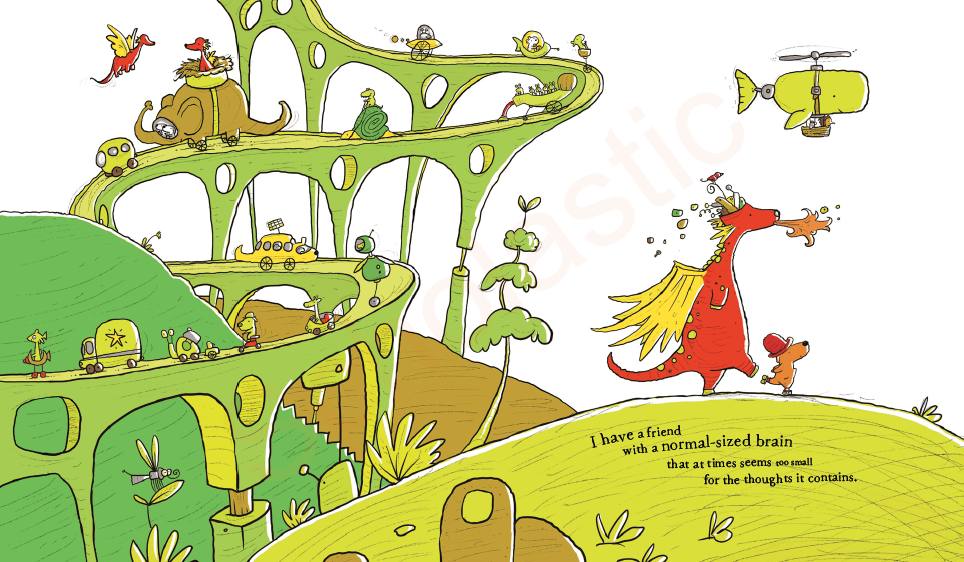 I have a friend
with a normal-sized brain
that at times seems too small
for the thoughts it contains.